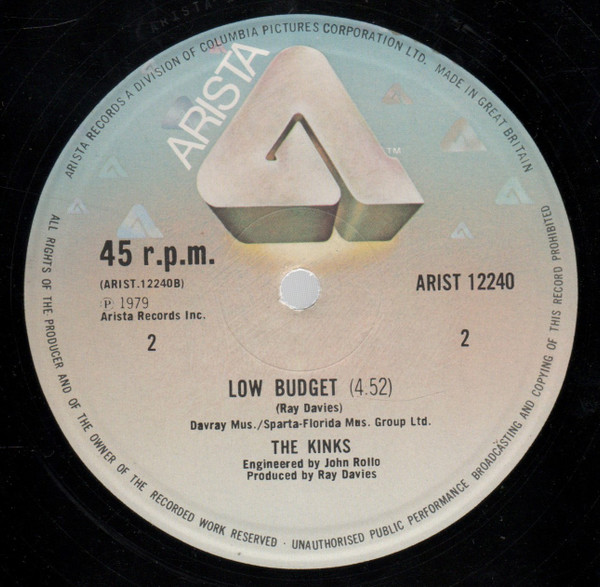 ARISTA RECORDS A DIVISION OF COLUMBIA PICTURES CORPORATION LTD. MADE IN GREAT BRITAIN
ARISTA
TM
45 r.p.m.
(ARIST.12240B)
ARIST 12240
Ⓟ 1979
Arista Records Inc.
2
2
LOW BUDGET (4.52)
(Ray Davies)
Davray Mus./Sparta-Florida Mus. Group Ltd.
THE KINKS
Engineered by John Rollo
Produced by Ray Davies
ALL RIGHTS OF THE PRODUCER AND OF THE OWNER OF THE RECORDED WORK RESERVED · UNAUTHORISED PUBLIC PERFORMANCE BROADCASTING AND COPYING OF THIS RECORD PROHIBITED